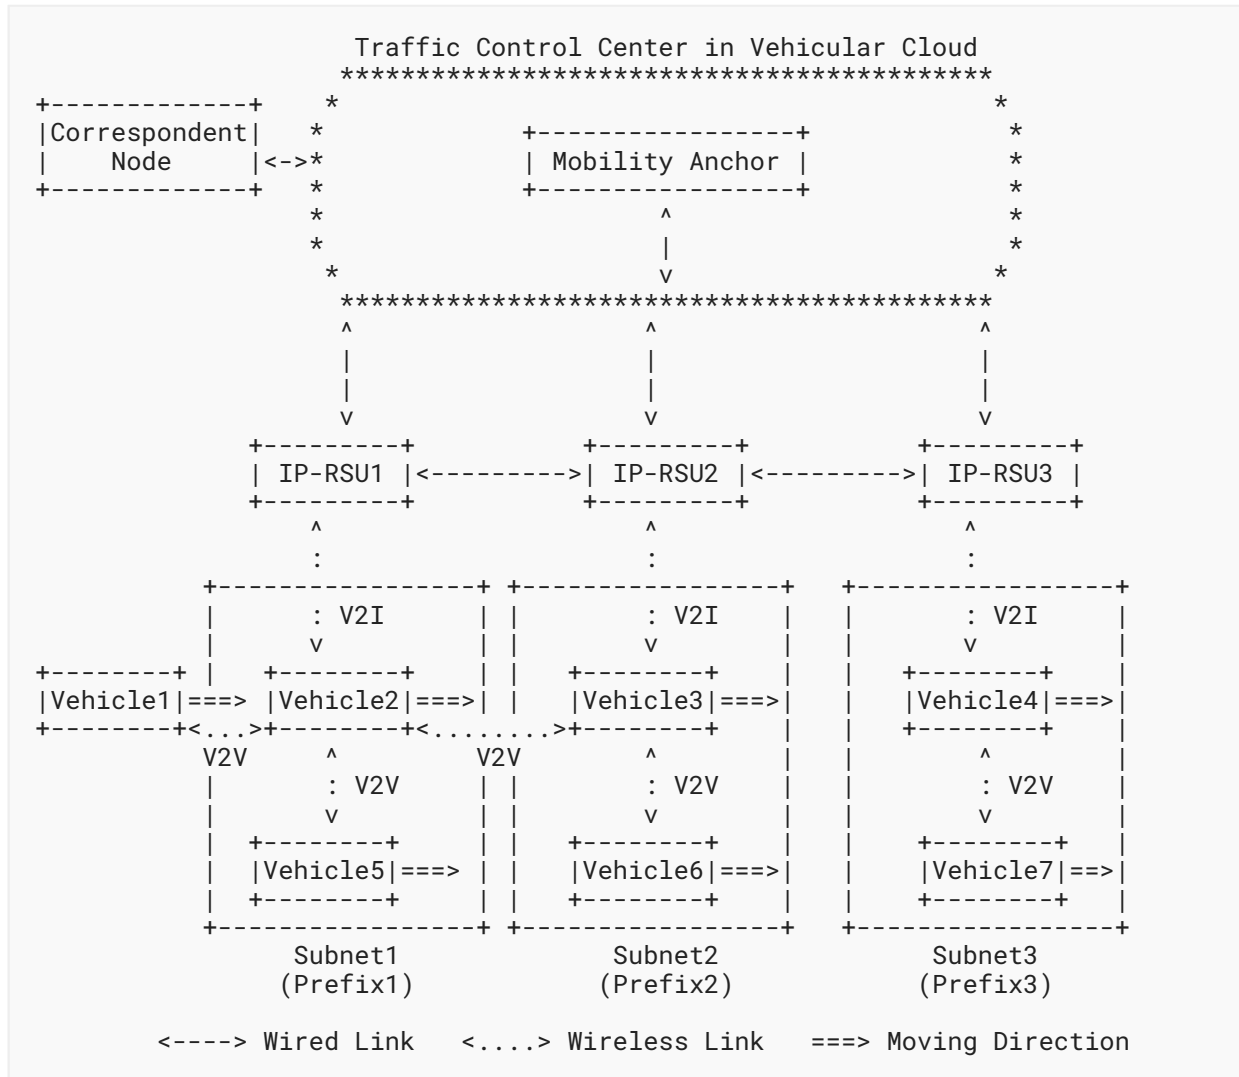 Traffic Control Center in Vehicular Cloud
*******************************************
+-------------+    *                                            *
|Correspondent|   *             +-----------------+             *
|    Node     |<->*             | Mobility Anchor |             *
+-------------+   *             +-----------------+             *
                  *                      ^                      *
                  *                      |                      *
                   *                     v                     *
                    *******************************************
                    ^                   ^                     ^
                    |                   |                     |
                    |                   |                     |
                    v                   v                     v
              +---------+           +---------+           +---------+
              | IP-RSU1 |<--------->| IP-RSU2 |<--------->| IP-RSU3 |
              +---------+           +---------+           +---------+
                  ^                     ^                    ^
                  :                     :                    :
           +-----------------+ +-----------------+   +-----------------+
           |      : V2I      | |        : V2I    |   |       : V2I     |
           |      v          | |        v        |   |       v         |
+--------+ |   +--------+    | |   +--------+    |   |   +--------+    |
|Vehicle1|===> |Vehicle2|===>| |   |Vehicle3|===>|   |   |Vehicle4|===>|
+--------+<...>+--------+<........>+--------+    |   |   +--------+    |
           V2V     ^         V2V        ^        |   |        ^        |
           |       : V2V     | |        : V2V    |   |        : V2V    |
           |       v         | |        v        |   |        v        |
           |  +--------+     | |   +--------+    |   |    +--------+   |
           |  |Vehicle5|===> | |   |Vehicle6|===>|   |    |Vehicle7|==>|
           |  +--------+     | |   +--------+    |   |    +--------+   |
           +-----------------+ +-----------------+   +-----------------+
                 Subnet1              Subnet2              Subnet3
                (Prefix1)            (Prefix2)            (Prefix3)
<----> Wired Link   <....> Wireless Link   ===> Moving Direction